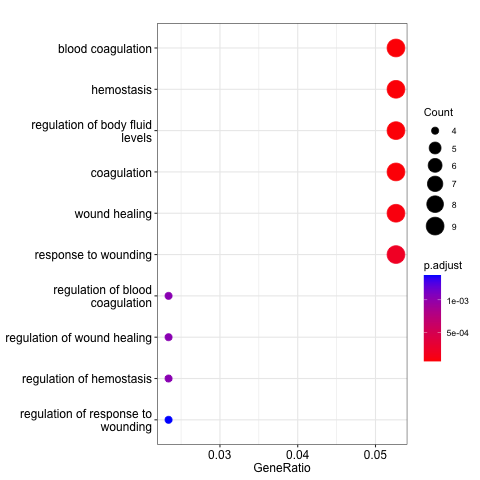 blood coagulation
hemostasis
regulation of body fluid
levels
coagulation
wound healing
response to wounding
regulation of blood
coagulation
regulation of wound healing
regulation of hemostasis
regulation of response to
wounding
0.03 0.04 0.05
GeneRatio
Count
4
5
6
7
8
9
p.adjust
1e-03
5e-04